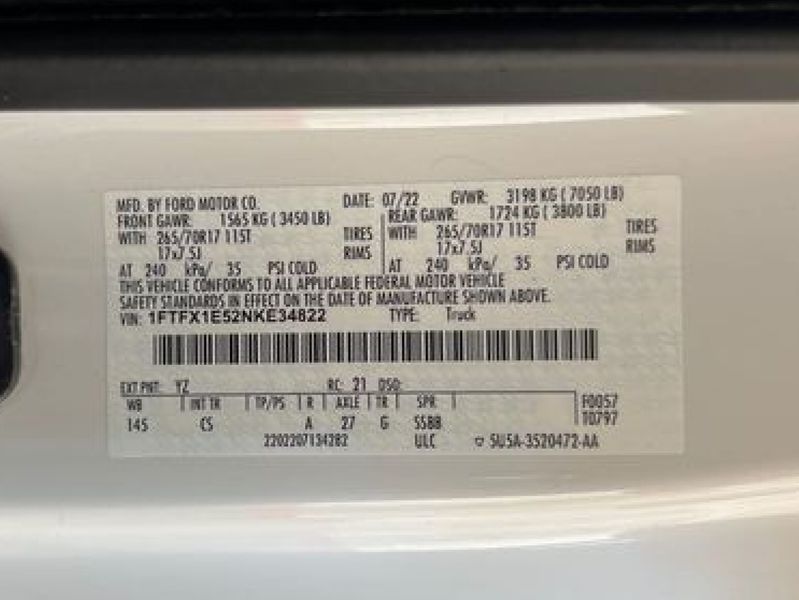 MFD. BY FORD MOTOR CO. DATE: 07/22 GVWR: 3198 KG ( 7050 LB)
FRONT GAWR: 1565 KG ( 3450 LB) REAR GAWR: 1724 KG ( 3800 LB)
WITH 265/70R17 115T TIRES WITH 265/70R17 115T TIRES
17x7.5J RIMS 17x7.5J RIMS
AT 240 kPa/ 35 PSI COLD AT 240 kPa/ 35 PSI COLD
THIS VEHICLE CONFORMS TO ALL APPLICABLE FEDERAL MOTOR VEHICLE
SAFETY STANDARDS IN EFFECT ON THE DATE OF MANUFACTURE SHOWN ABOVE.
VIN: 1FTFX1E52NKE34822 TYPE: Truck
EXT PNT: YZ RC: 21 DSO:
WB INT TR TP/PS R AXLE TR SPR F0057
145 CS A 27 G SSBB T0797
2202207134282 ULC 5U5A-3520472-AA